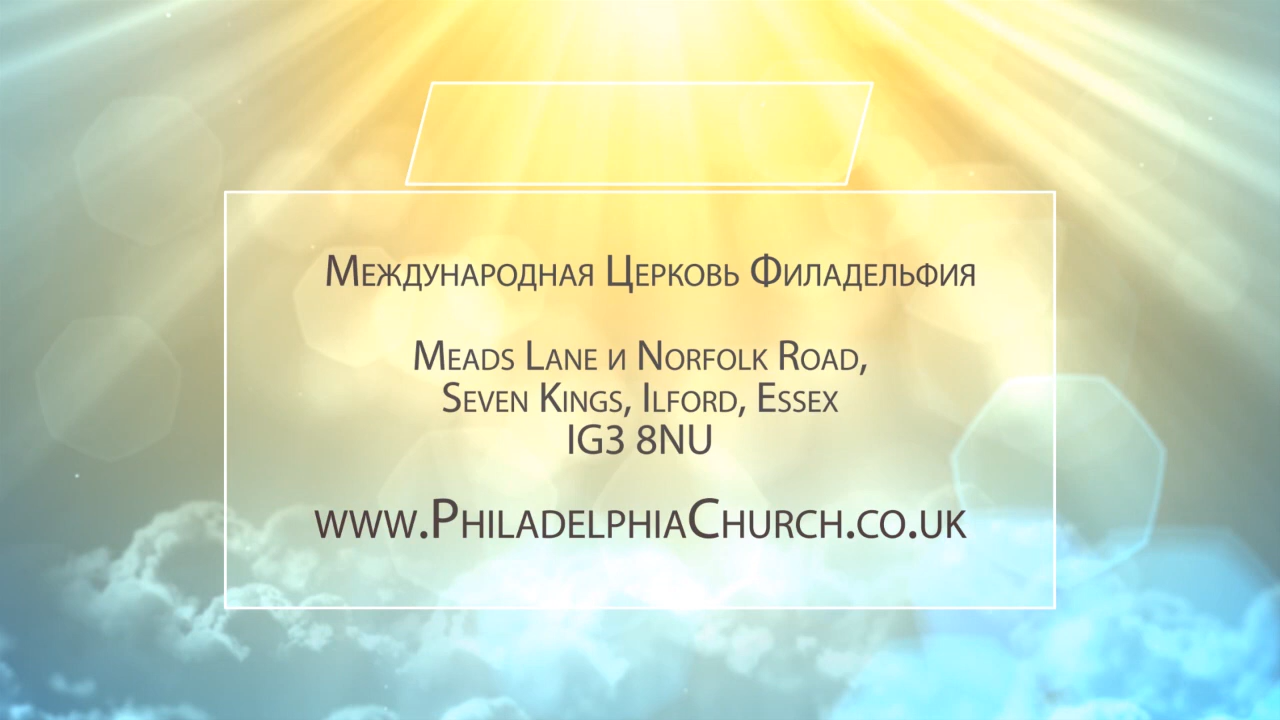 Международная Церковь Филадельфия
Meads Lane и Norfolk Road,
Seven Kings, Ilford, Essex
IG3 8NU
www.PhiladelphiaChurch.co.uk